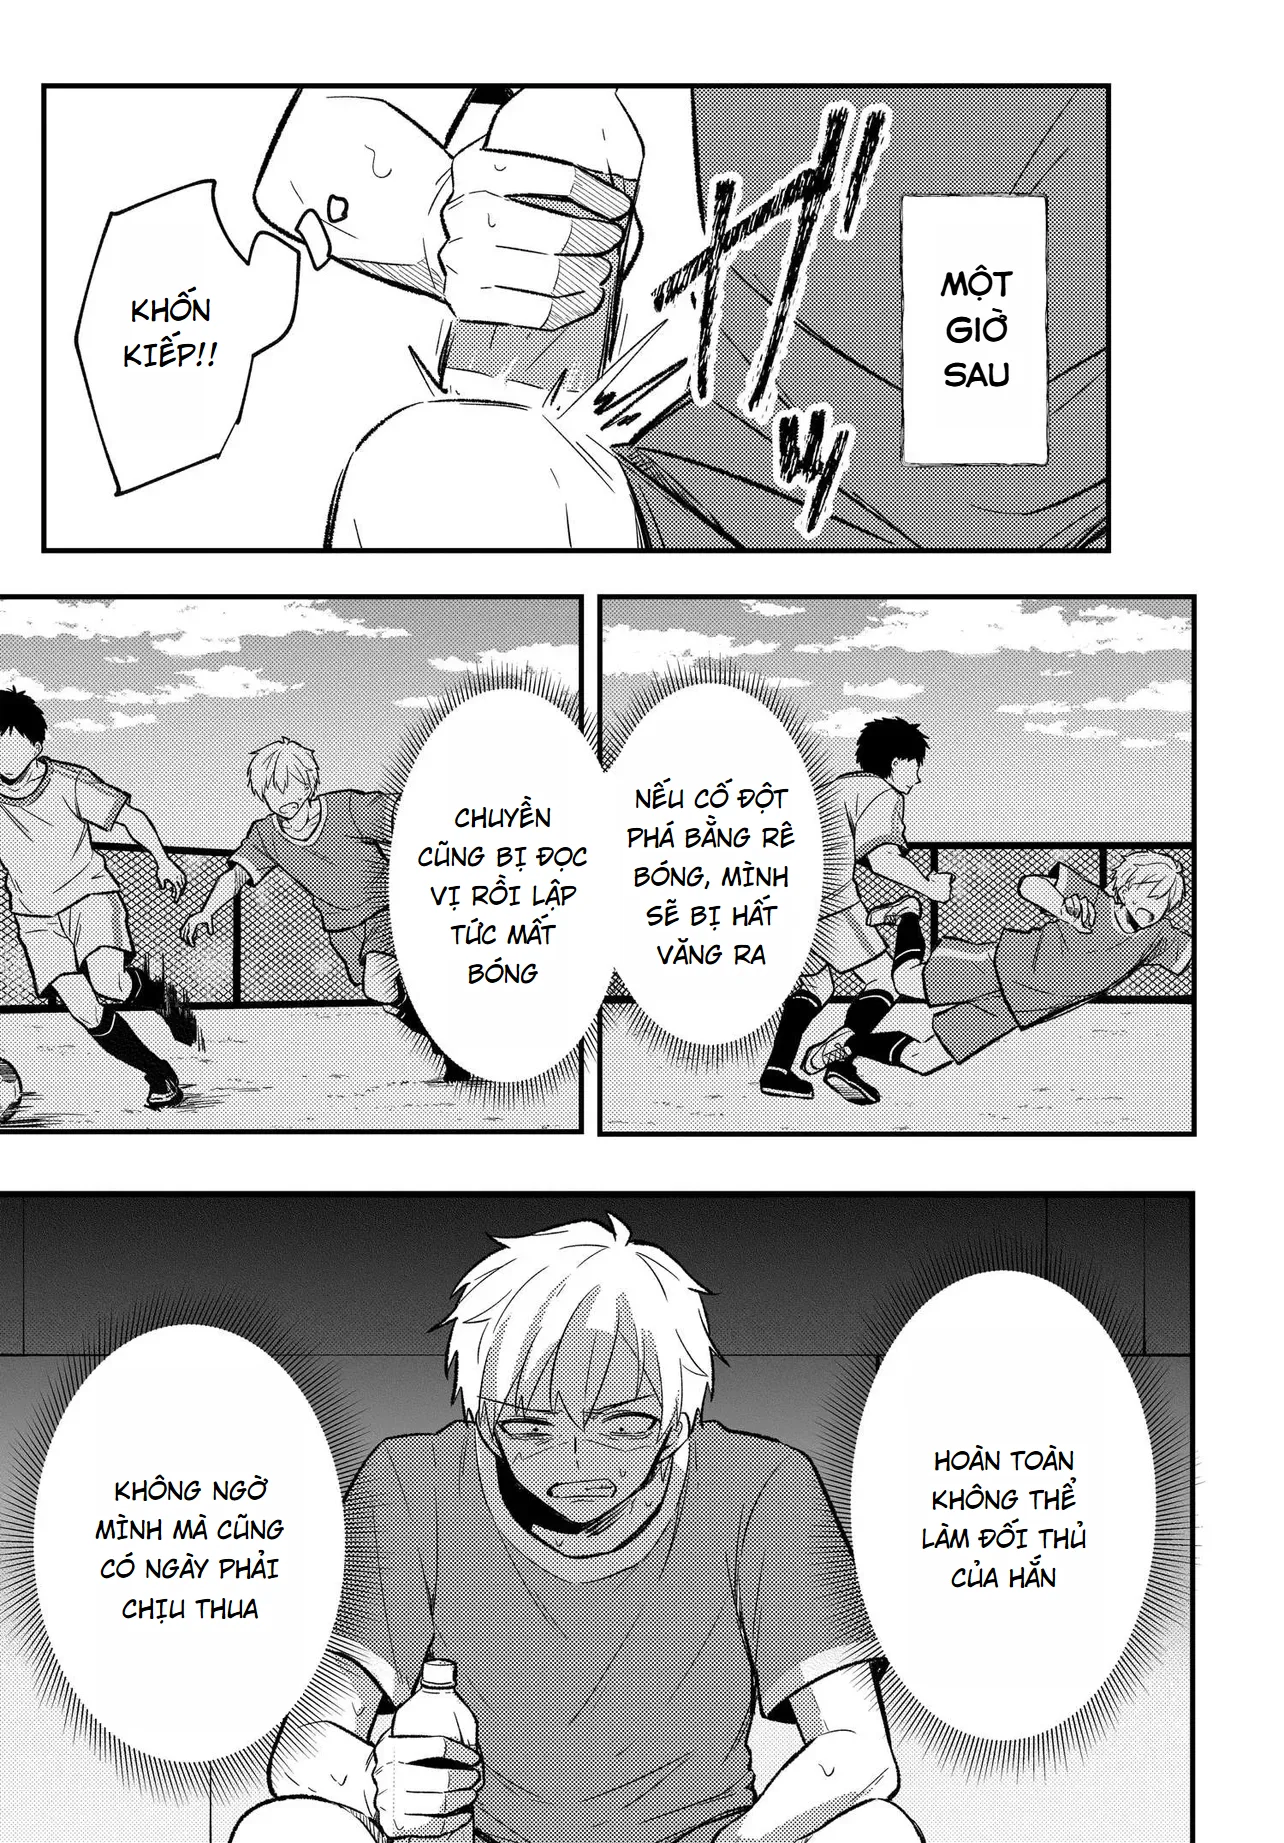 MỘT
GIỜ
SAU
ガッ
KHỐN
KIẾP!!
NẾU CỐ ĐỘT
PHÁ BẰNG RÊ
BÓNG, MÌNH
SẼ BỊ HẤT
VĂNG RA
CHUYỀN
CŨNG BỊ ĐỌC
VỊ RỒI LẬP
TỨC MẤT
BÓNG
HOÀN TOÀN
KHÔNG THỂ
LÀM ĐỐI THỦ
CỦA HẮN
KHÔNG NGỜ
MÌNH MÀ CŨNG
CÓ NGÀY PHẢI
CHỊU THUA